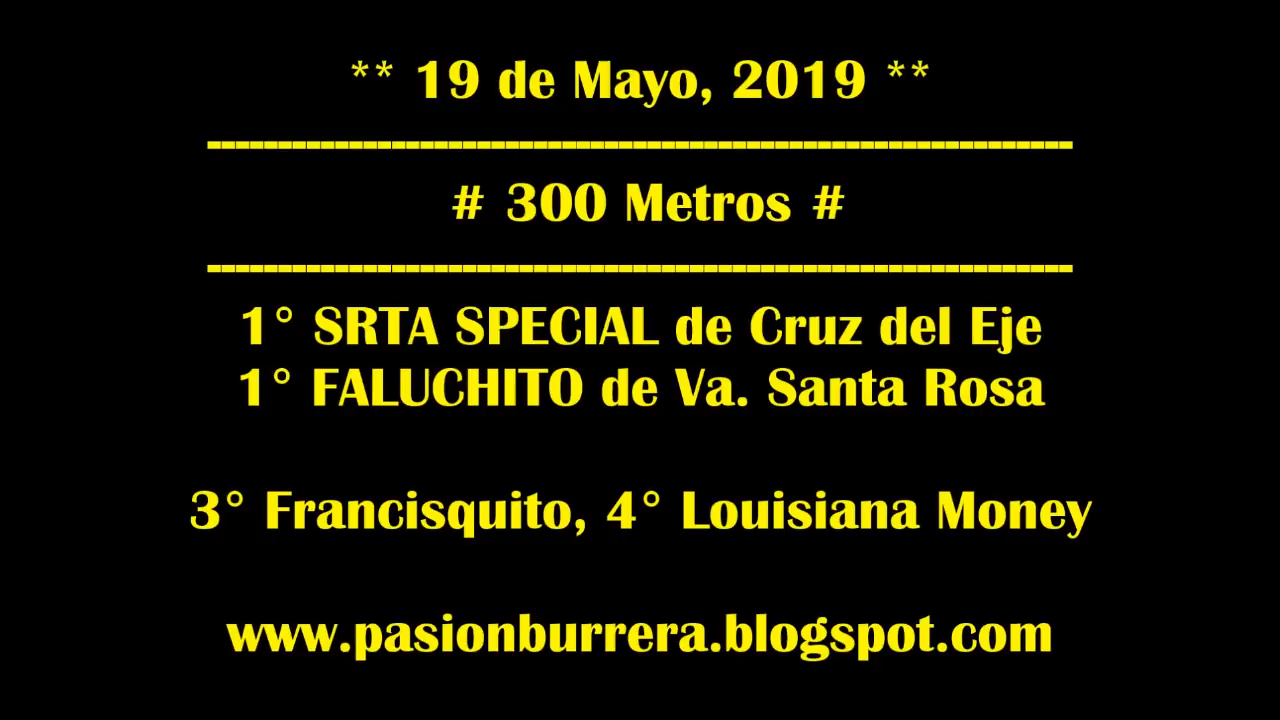 ** 19 de Mayo, 2019 **
-------------------------------------------------------------
# 300 Metros #
-------------------------------------------------------------
1° SRTA SPECIAL de Cruz del Eje
1° FALUCHITO de Va. Santa Rosa
3° Francisquito, 4° Louisiana Money
www.pasionburrera.blogspot.com